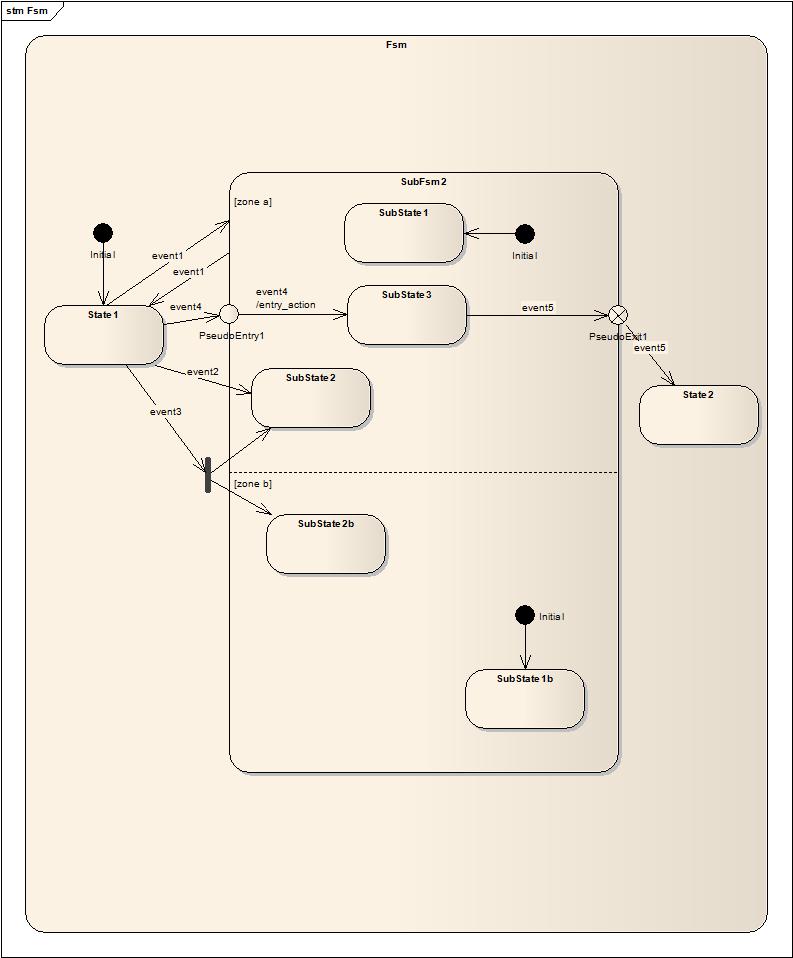 stm Fsm
Fsm
SubFsm2
[zone a]
SubState1
Initial
Initial
event1
event1
event4
/entry_action
SubState3
event4
event5
State1
PseudoEntry1
PseudoExit1
event5
event2
SubState2
State2
event3
[zone b]
SubState2b
Initial
SubState1b